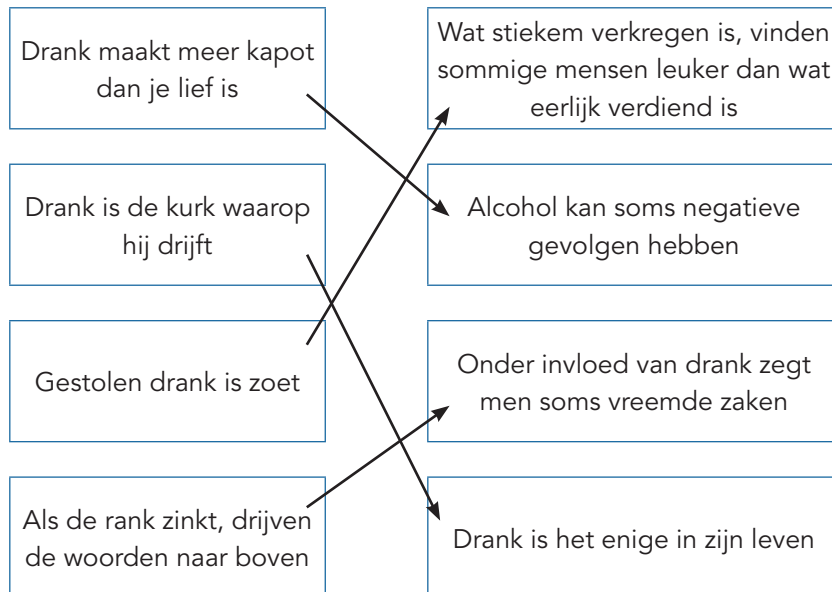 Drank maakt meer kapot
dan je lief is
Wat stiekem verkregen is, vinden
sommige mensen leuker dan wat
eerlijk verdiend is
Drank is de kurk waarop
hij drijft
Alcohol kan soms negatieve
gevolgen hebben
Gestolen drank is zoet
Onder invloed van drank zegt
men soms vreemde zaken
Als de rank zinkt, drijven
de woorden naar boven
Drank is het enige in zijn leven